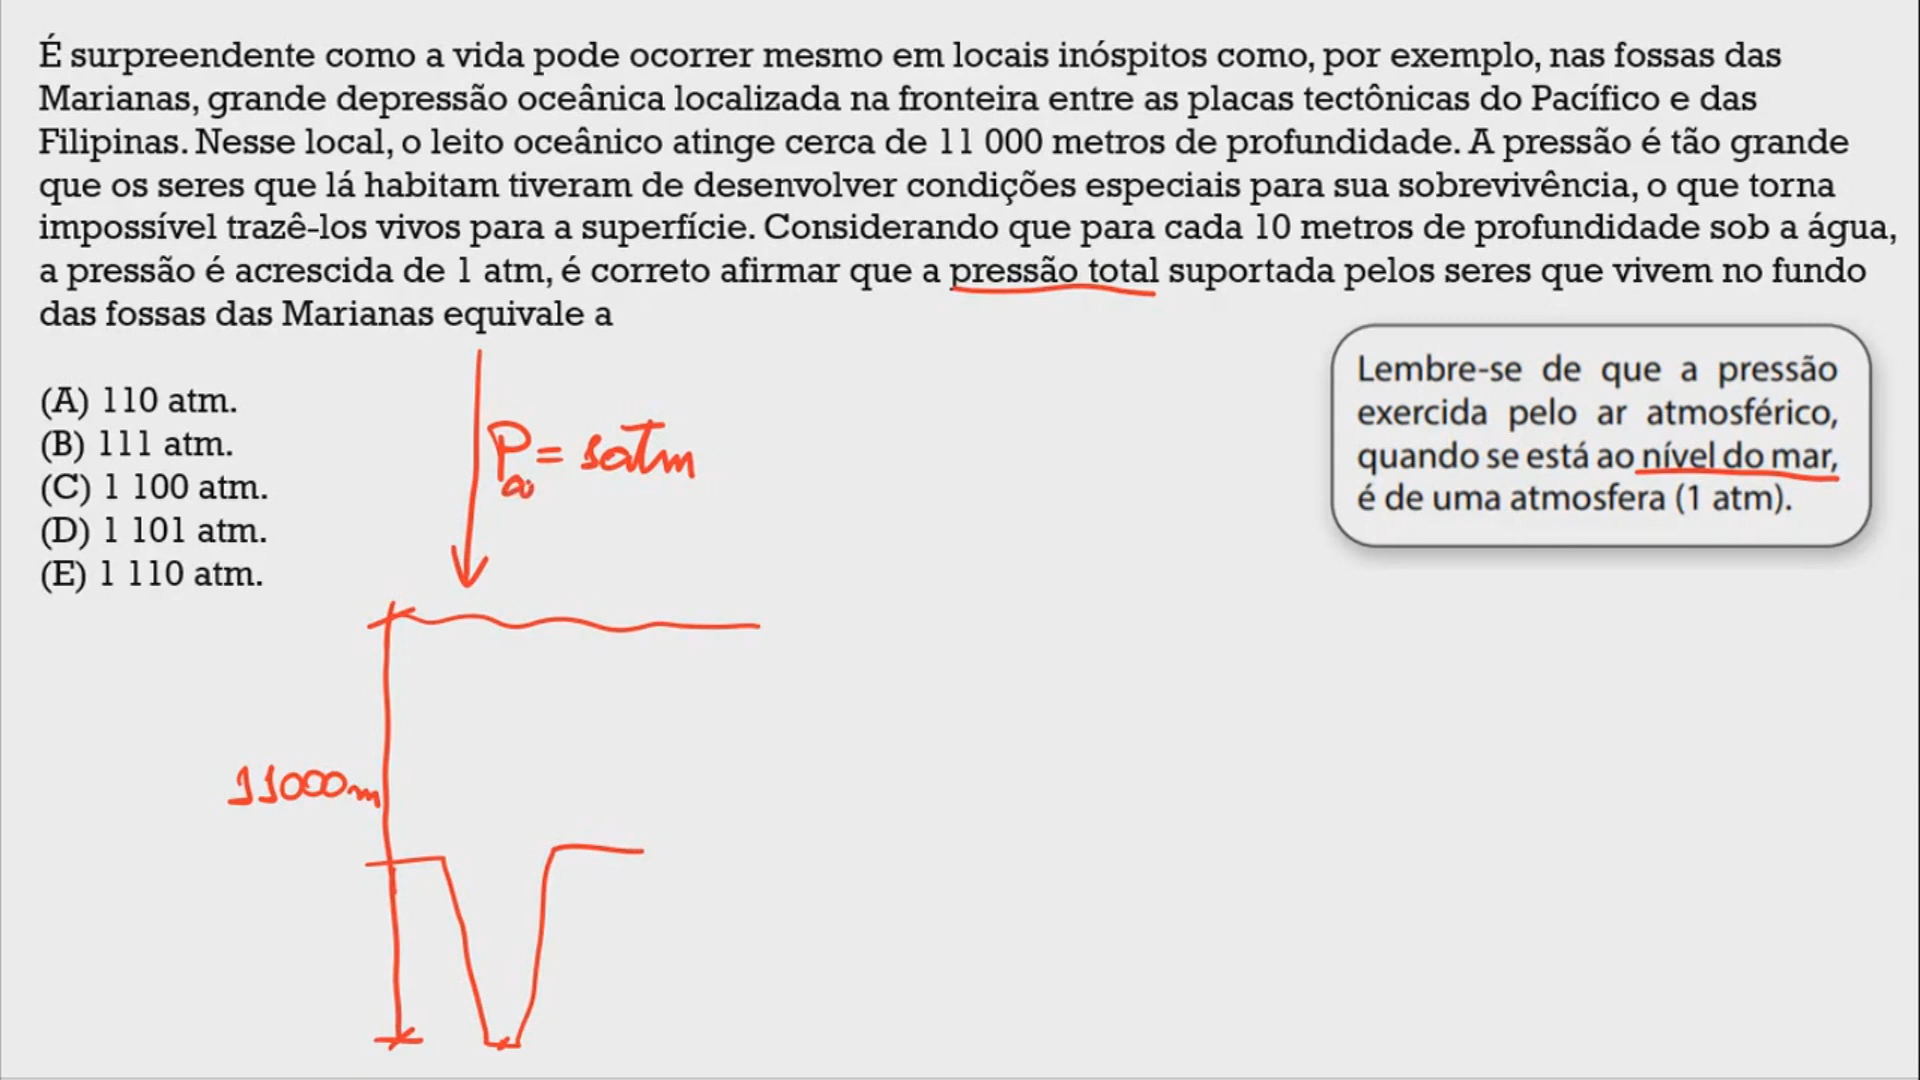 É surpreendente como a vida pode ocorrer mesmo em locais inóspitos como, por exemplo, nas fossas das
Marianas, grande depressão oceânica localizada na fronteira entre as placas tectônicas do Pacífico e das
Filipinas. Nesse local, o leito oceânico atinge cerca de 11 000 metros de profundidade. A pressão é tão grande
que os seres que lá habitam tiveram de desenvolver condições especiais para sua sobrevivência, o que torna
impossível trazê-los vivos para a superfície. Considerando que para cada 10 metros de profundidade sob a água,
a pressão é acrescida de 1 atm, é correto afirmar que a pressão total suportada pelos seres que vivem no fundo
das fossas das Marianas equivale a
Lembre-se de que a pressão
exercida pelo ar atmosférico,
quando se está ao nível do mar,
é de uma atmosfera (1 atm).
(A) 110 atm.
(B) 111 atm.
(C) 1 100 atm.
(D) 1 101 atm.
(E) 1 110 atm.
P = 1atm
11000m